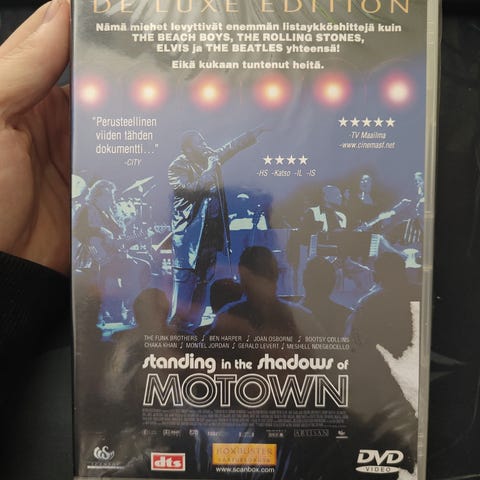 DE LUXE EDITION
Nämä miehet levyttivät enemmän listaykköshittejä kuin
THE BEACH BOYS, THE ROLLING STONES,
ELVIS ja THE BEATLES yhteensä!
Eikä kukaan tuntenut heitä.
"Perusteellinen
viiden tähden
dokumentti..."
-CITY
★★★★
-HS -Katso -IL -IS
★★★★★
-TV Maailma
-www.cinemasf.net
THE FUNK BROTHERS ♪ BEN HARPER ♪ JOAN OSBORNE ♪ BOOTSY COLLINS
CHAKA KHAN ♪ MONTEL JORDAN ♪ GERALD LEVERT ♪ MESHELL NDEGEOCELLO
standing in the shadows of
MOTOWN
ARTISAN
dts
BOXBUSTER
www.scanbox.com
DVD
VIDEO